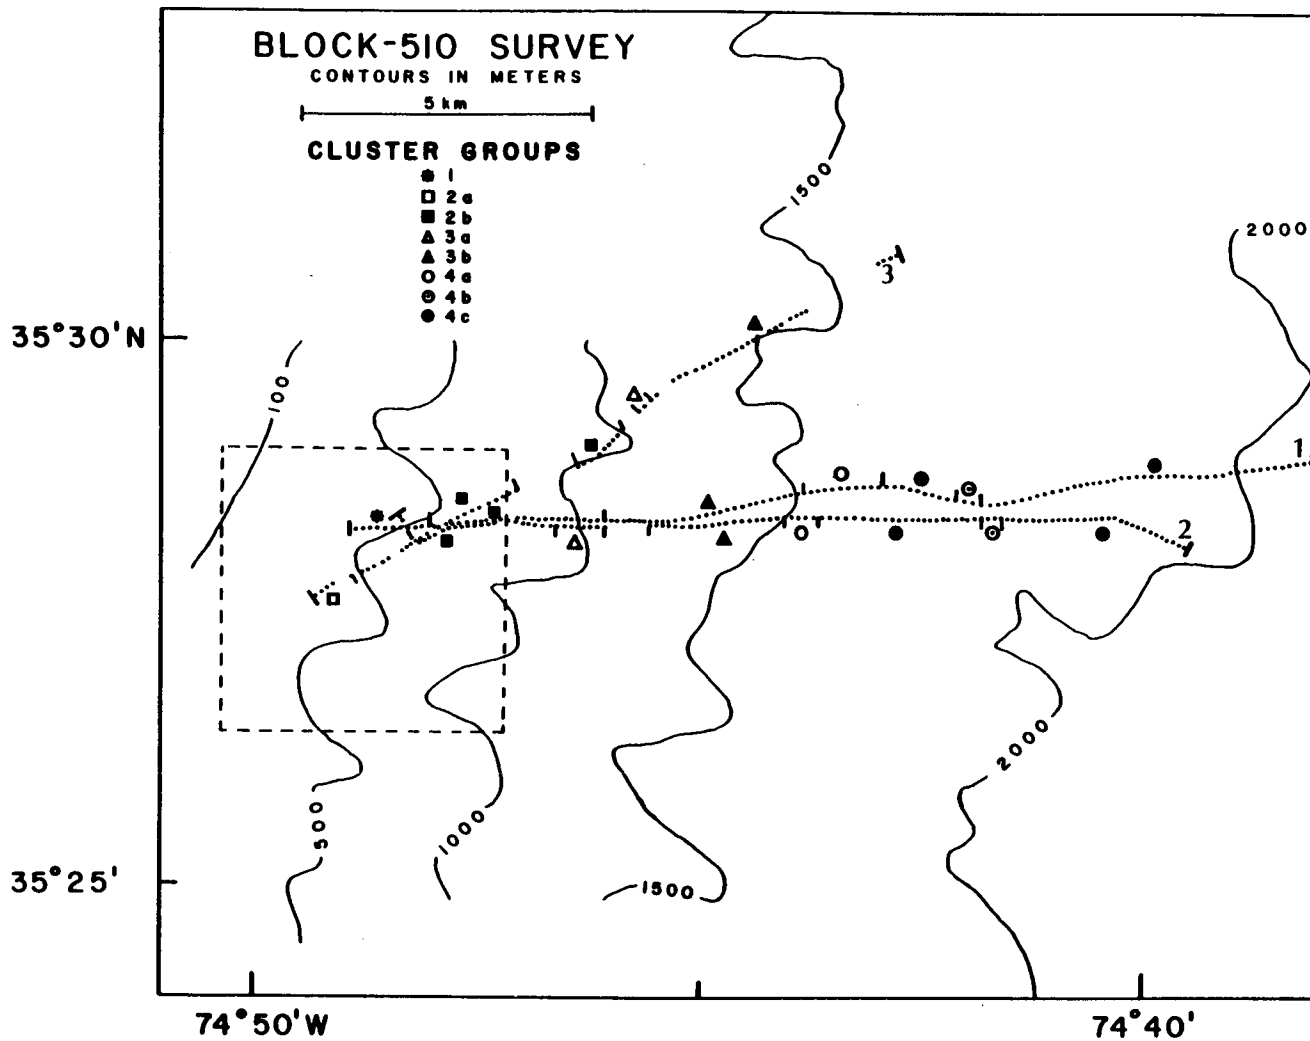 BLOCK-510 SURVEY
CONTOURS IN METERS
5 km
CLUSTER GROUPS
1
2a
2b
3a
3b
4a
4b
4c
1500
2000
3
35°30'N
100
1
2
2000
500
1000
1500
35°25'
74°50'W
74°40'